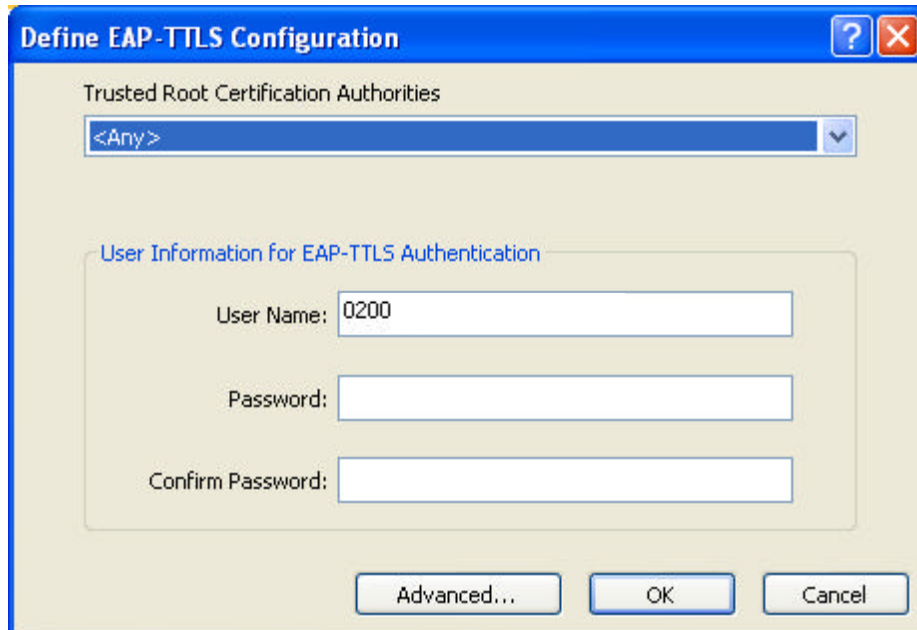 Define EAP-TTLS Configuration
Trusted Root Certification Authorities
<Any>
User Information for EAP-TTLS Authentication
User Name: 0200
Password:
Confirm Password:
Advanced... OK Cancel